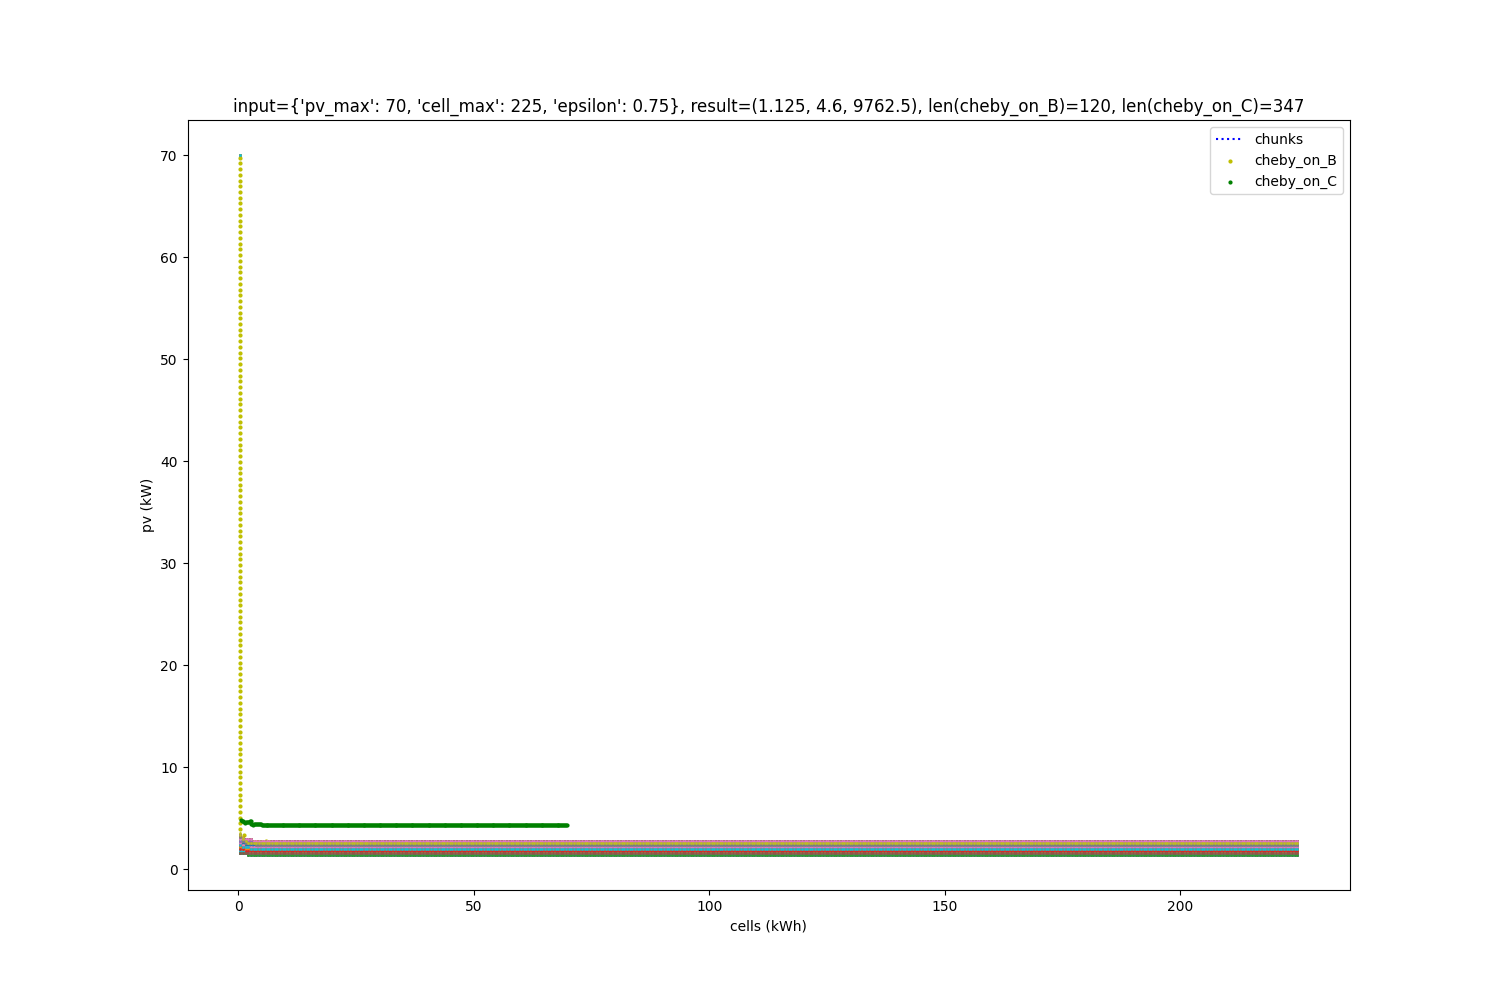 input={'pv_max': 70, 'cell_max': 225, 'epsilon': 0.75}, result=(1.125, 4.6, 9762.5), len(cheby_on_B)=120, len(cheby_on_C)=347
chunks
cheby_on_B
cheby_on_C
70
60
50
40
30
20
10
0
pv (kW)
0
50
100
150
200
cells (kWh)